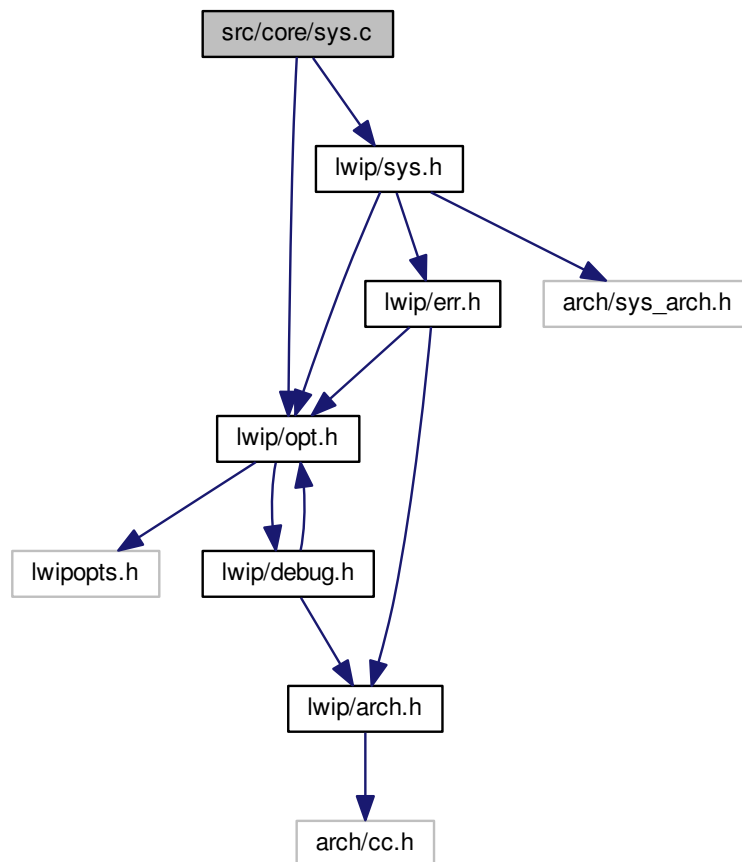 src/core/sys.c
lwip/sys.h
lwip/err.h
arch/sys_arch.h
lwip/opt.h
lwipopts.h
lwip/debug.h
lwip/arch.h
arch/cc.h